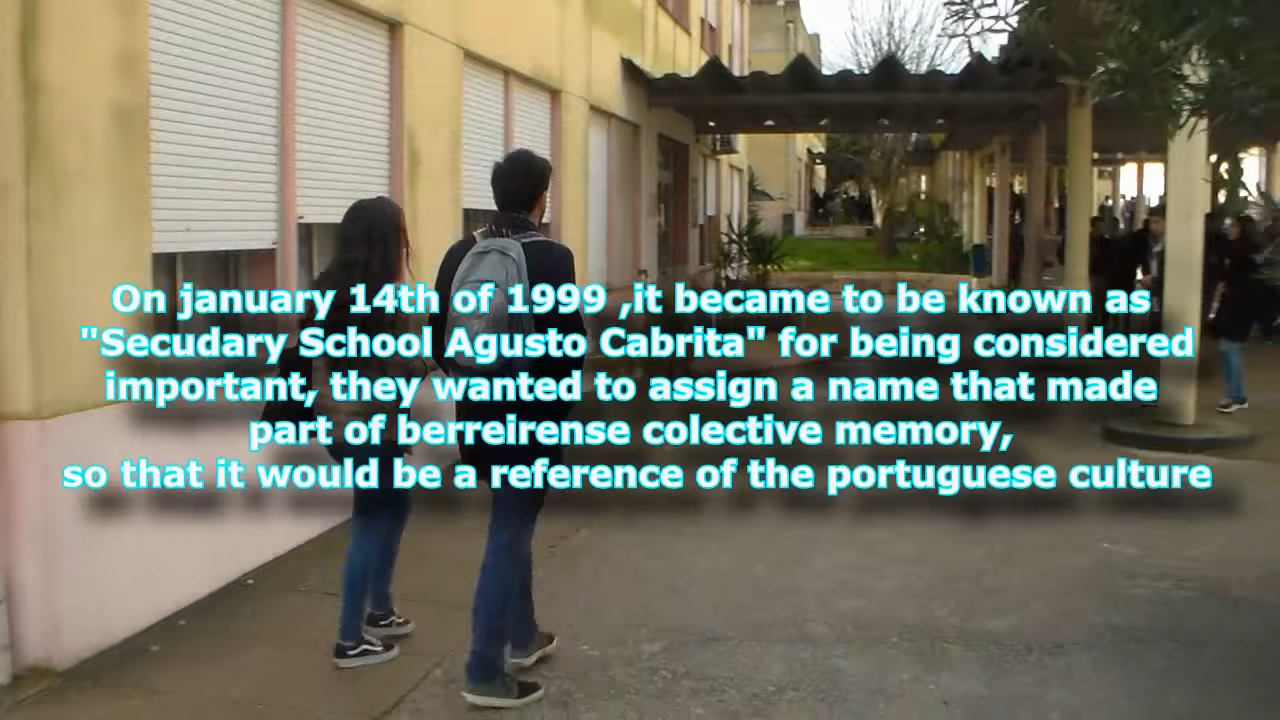 On january 14th of 1999 ,it became to be known as
"Secudary School Agusto Cabrita" for being considered
important, they wanted to assign a name that made
part of berreirense colective memory,
so that it would be a reference of the portuguese culture